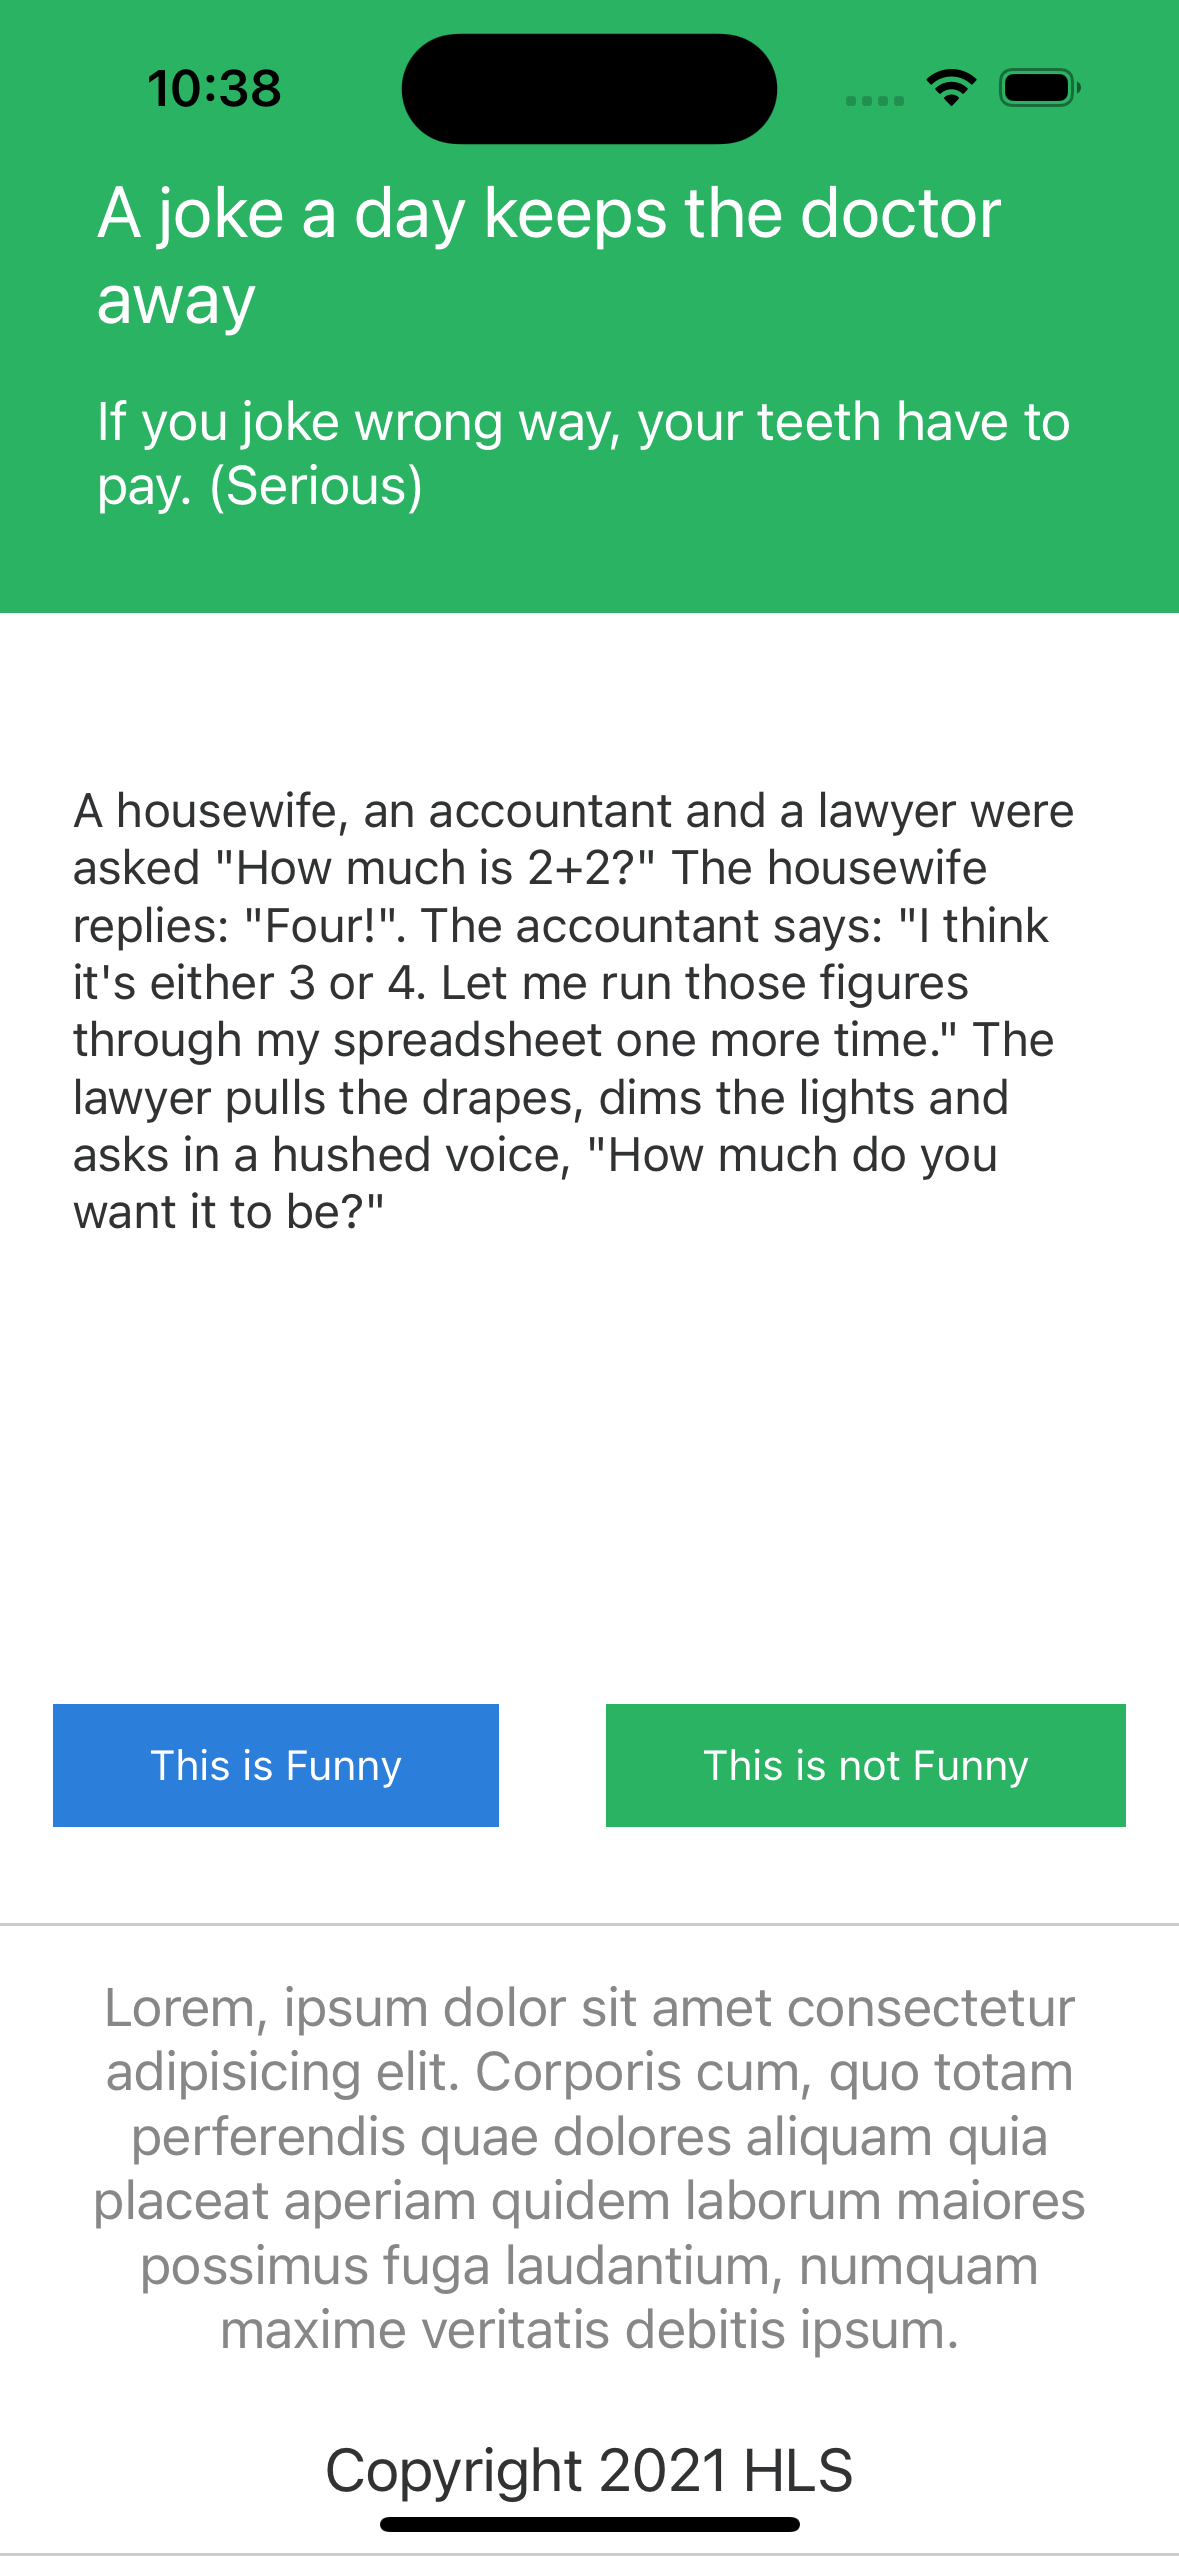 10:38
A joke a day keeps the doctor
away
If you joke wrong way, your teeth have to
pay. (Serious)
A housewife, an accountant and a lawyer were
asked "How much is 2+2?" The housewife
replies: "Four!". The accountant says: "I think
it's either 3 or 4. Let me run those figures
through my spreadsheet one more time." The
lawyer pulls the drapes, dims the lights and
asks in a hushed voice, "How much do you
want it to be?"
This is Funny
This is not Funny
Lorem, ipsum dolor sit amet consectetur
adipisicing elit. Corporis cum, quo totam
perferendis quae dolores aliquam quia
placeat aperiam quidem laborum maiores
possimus fuga laudantium, numquam
maxime veritatis debitis ipsum.
Copyright 2021 HLS